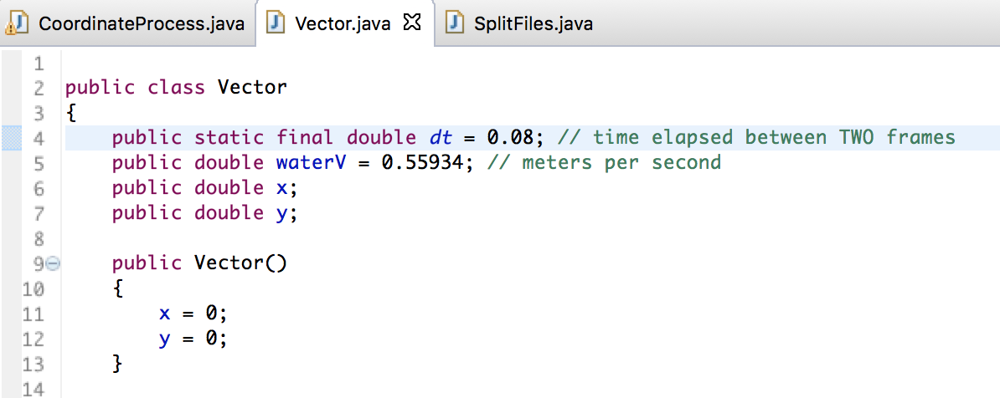 CoordinateProcess.java Vector.java SplitFiles.java
1
2 public class Vector
3 {
4 public static final double dt = 0.08; // time elapsed between TWO frames
5 public double waterV = 0.55934; // meters per second
6 public double x;
7 public double y;
8
9 public Vector()
10 {
11 x = 0;
12 y = 0;
13 }
14